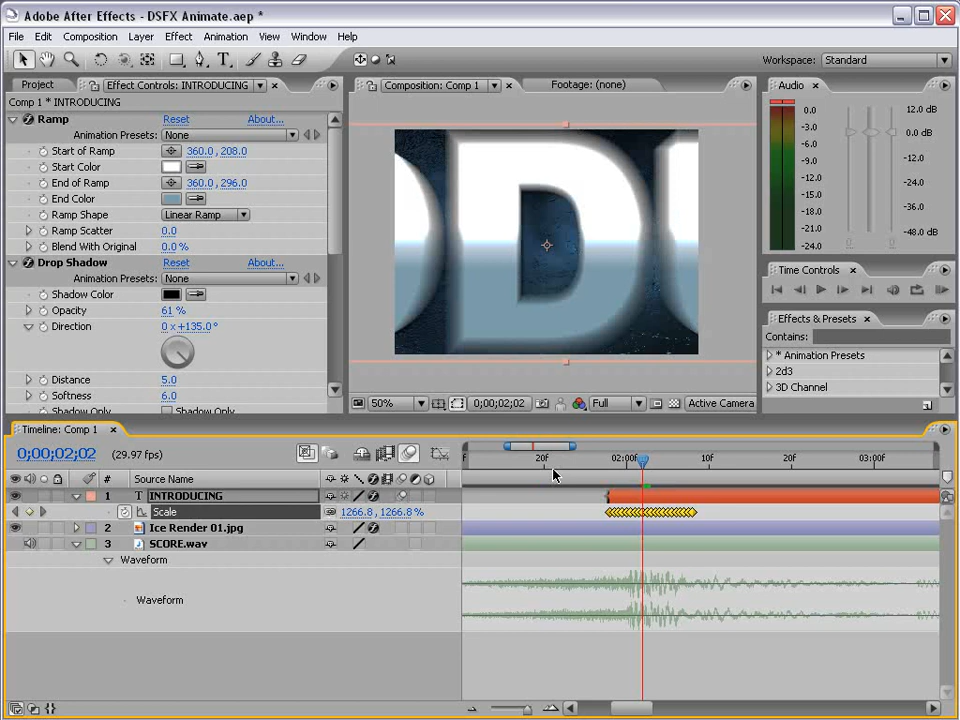 Adobe After Effects - DSFX Animate.aep *
File Edit Composition Layer Effect Animation View Window Help
Workspace: Standard
Project Effect Controls: INTRODUCING
Composition: Comp 1 Footage: (none)
Audio
Comp 1 * INTRODUCING
Ramp Reset About...
Animation Presets: None
Start of Ramp 360.0, 208.0
Start Color
End of Ramp 360.0, 296.0
End Color
Ramp Shape Linear Ramp
Ramp Scatter 0.0
Blend With Original 0.0 %
Drop Shadow Reset About...
Animation Presets: None
Shadow Color
Opacity 61 %
Direction 0 x +135.0 °
Distance 5.0
Softness 6.0
Shadow Only Shadow Only
D
50% 0;00;02;02 Full Active Camera
0.0 12.0 dB
-3.0
-6.0 0.0 dB
-9.0
-12.0 -12.0
-15.0 -24.0
-18.0
-21.0 -36.0
-24.0 -48.0 dB
Time Controls
Effects & Presets
Contains:
* Animation Presets
2d3
3D Channel
Timeline: Comp 1
0;00;02;02 (29.97 fps)
F 20F 02:00F 10F 20F 03:00F
# Source Name
1 T INTRODUCING
Scale 1266.8, 1266.8 %
2 Ice Render 01.jpg
3 SCORE.wav
Waveform
Waveform